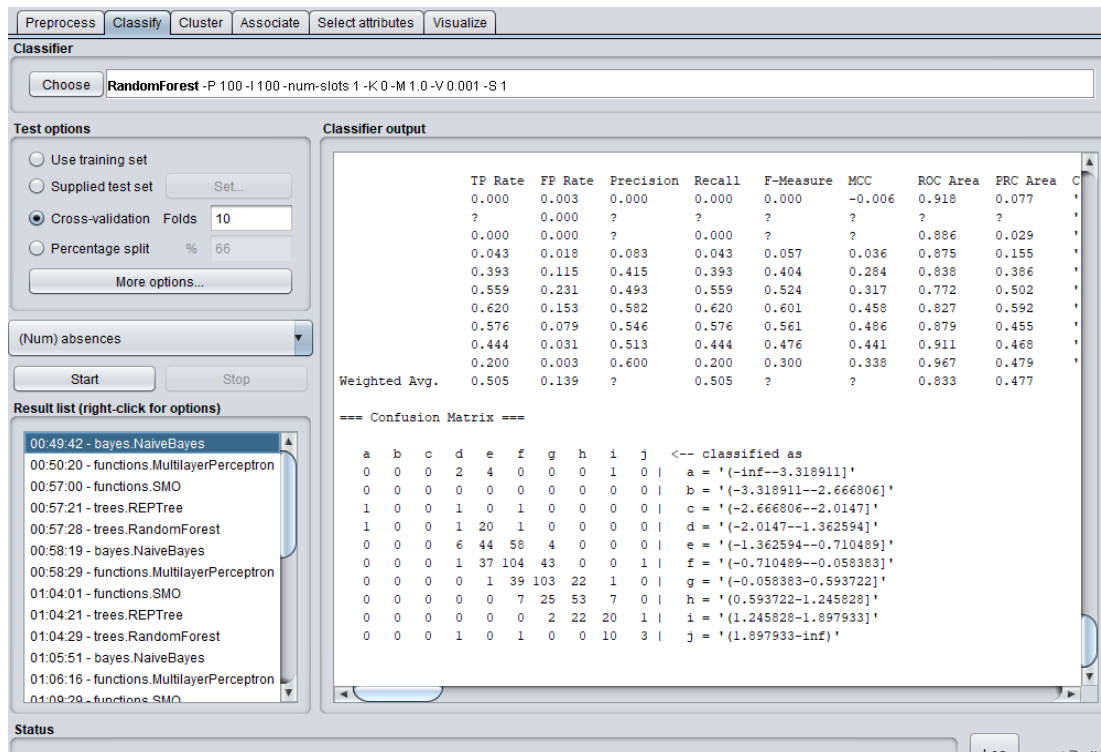 Preprocess Classify Cluster Associate Select attributes Visualize
Classifier
Choose RandomForest -P 100 -I 100 -num-slots 1 -K 0 -M 1.0 -V 0.001 -S 1
Test options
Use training set
Supplied test set Set...
Cross-validation Folds 10
Percentage split % 66
More options...
(Num) absences
Start Stop
Result list (right-click for options)
00:49:42 - bayes.NaiveBayes
00:50:20 - functions.MultilayerPerceptron
00:57:00 - functions.SMO
00:57:21 - trees.REPTree
00:57:28 - trees.RandomForest
00:58:19 - bayes.NaiveBayes
00:58:29 - functions.MultilayerPerceptron
01:04:01 - functions.SMO
01:04:21 - trees.REPTree
01:04:29 - trees.RandomForest
01:05:51 - bayes.NaiveBayes
01:06:16 - functions.MultilayerPerceptron
01:09:29 - functions.SMO
Classifier output
TP Rate FP Rate Precision Recall F-Measure MCC ROC Area PRC Area C
0.000 0.003 0.000 0.000 0.000 -0.006 0.918 0.077 '
? 0.000 ? ? ? ? ? ? '
0.000 0.000 ? 0.000 ? ? 0.886 0.029 '
0.043 0.018 0.083 0.043 0.057 0.036 0.875 0.155 '
0.393 0.115 0.415 0.393 0.404 0.284 0.838 0.386 '
0.559 0.231 0.493 0.559 0.524 0.317 0.772 0.502 '
0.620 0.153 0.582 0.620 0.601 0.458 0.827 0.592 '
0.576 0.079 0.546 0.576 0.561 0.486 0.879 0.455 '
0.444 0.031 0.513 0.444 0.476 0.441 0.911 0.468 '
0.200 0.003 0.600 0.200 0.300 0.338 0.967 0.479 '
Weighted Avg. 0.505 0.139 ? 0.505 ? ? 0.833 0.477
=== Confusion Matrix ===
a b c d e f g h i j <-- classified as
0 0 0 2 4 0 0 0 1 0 | a = '(-inf--3.318911]'
0 0 0 0 0 0 0 0 0 0 | b = '(-3.318911--2.666806]'
1 0 0 1 0 1 0 0 0 0 | c = '(-2.666806--2.0147]'
1 0 0 1 20 1 0 0 0 0 | d = '(-2.0147--1.362594]'
0 0 0 6 44 58 4 0 0 0 | e = '(-1.362594--0.710489]'
0 0 0 1 37 104 43 0 0 1 | f = '(-0.710489--0.058383]'
0 0 0 0 1 39 103 22 1 0 | g = '(-0.058383-0.593722]'
0 0 0 0 0 7 25 53 7 0 | h = '(0.593722-1.245828]'
0 0 0 0 0 0 2 22 20 1 | i = '(1.245828-1.897933]'
0 0 0 1 0 1 0 0 10 3 | j = '(1.897933-inf)'
Status